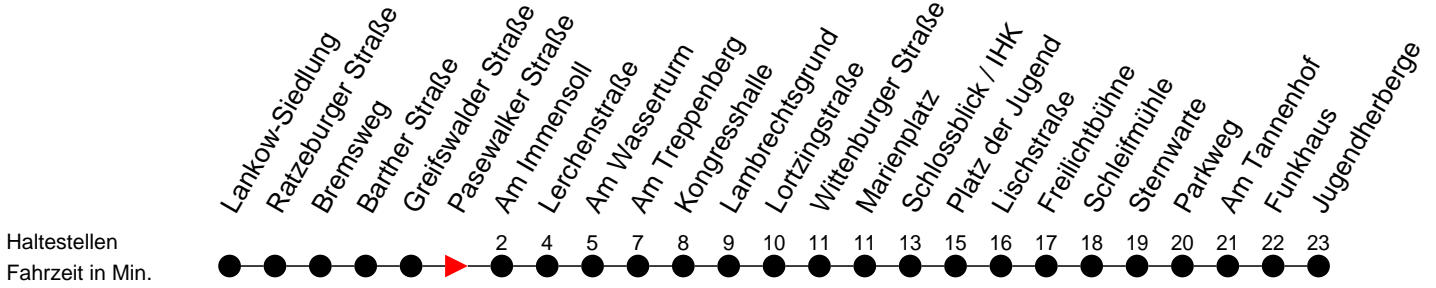 Lankow-Siedlung
Ratzeburger Straße
Bremsweg
Barther Straße
Greifswalder Straße
Pasewalker Straße
Am Immensoll
Lerchenstraße
Am Wasserturm
Am Treppenberg
Kongresshalle
Lambrechtsgrund
Lortzingstraße
Wittenburger Straße
Marienplatz
Schlossblick / IHK
Platz der Jugend
Lischstraße
Freilichtbühne
Schleifmühle
Sternwarte
Parkweg
Am Tannenhof
Funkhaus
Jugendherberge
Haltestellen 2 4 5 7 8 9 10 11 11 13 15 16 17 18 19 20 21 22 23
Fahrzeit in Min.